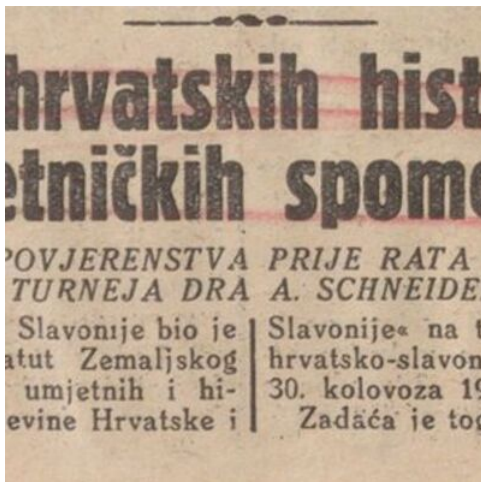 hrvatskih hist
etničkih spome
POVJERENSTVA PRIJE RATA
TURNEJA DRA A. SCHNEIDE
Slavonije bio je
atut Zemaljskog
umjetnih i hi-
evine Hrvatske i
Slavonije« na t
hrvatsko-slavon
30. kolovoza 19
Zadaća je tog